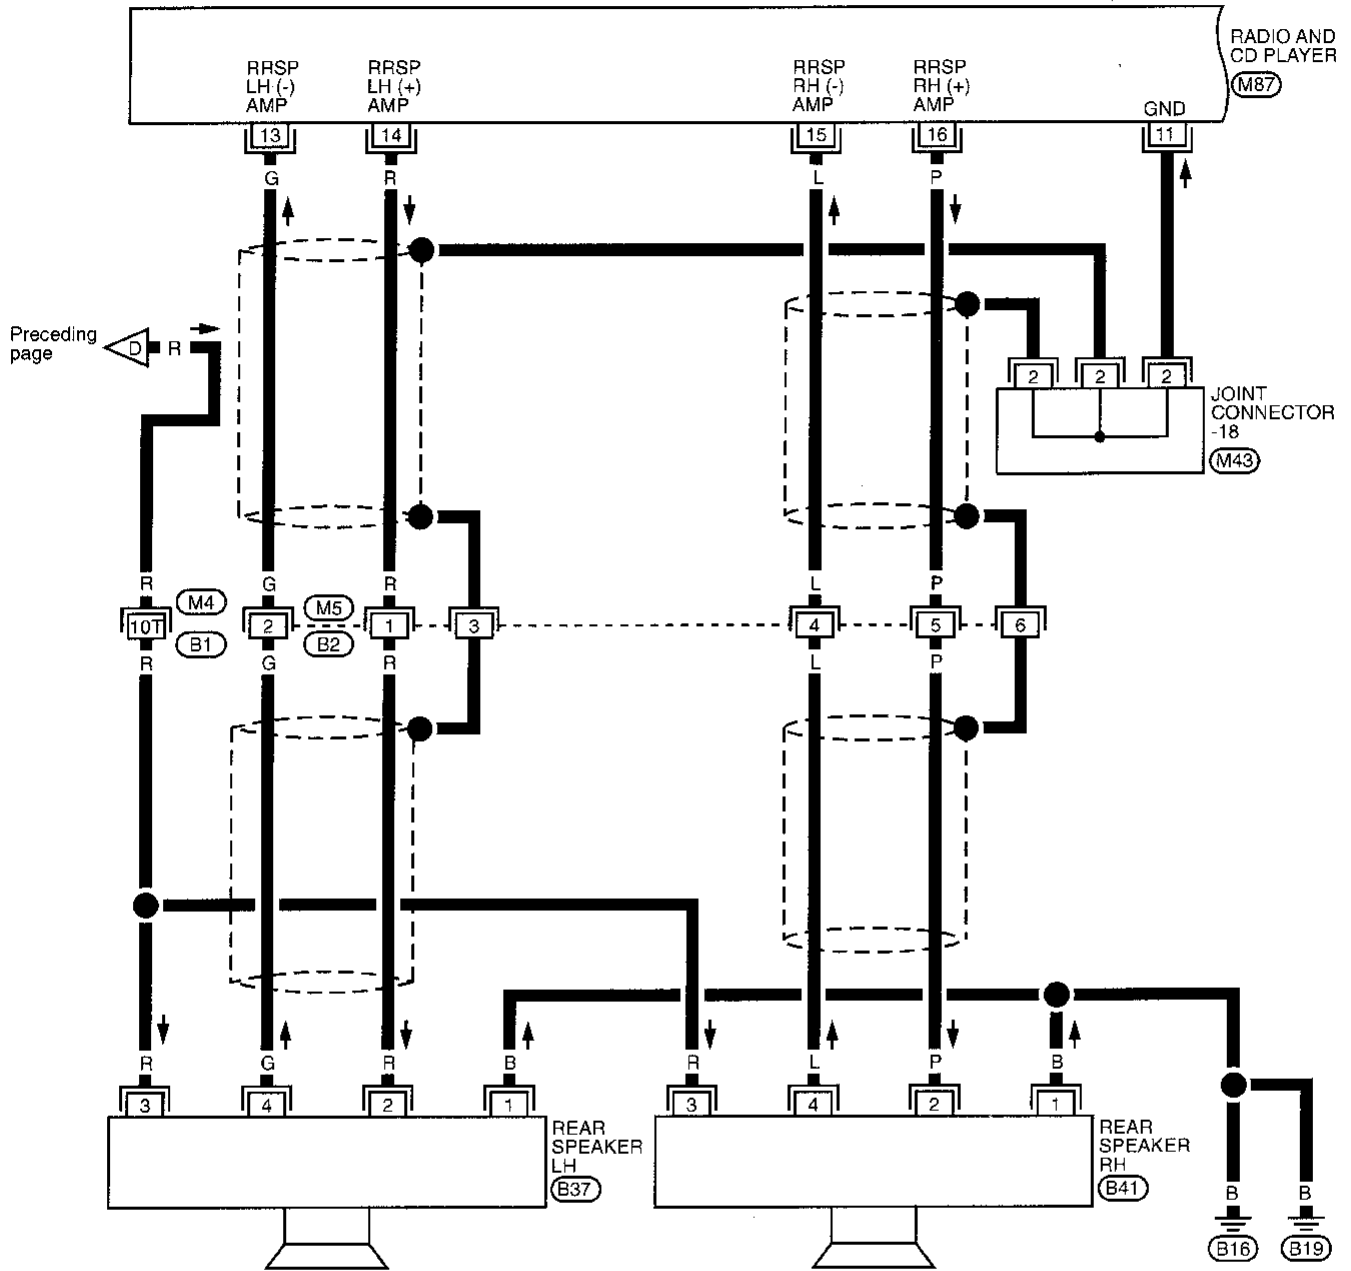 RADIO AND
CD PLAYER
M87
RRSP
LH (-)
AMP
RRSP
LH (+)
AMP
RRSP
RH (-)
AMP
RRSP
RH (+)
AMP
GND
13
14
15
16
11
G
R
L
P
Preceding
page
D
R
2
2
2
JOINT
CONNECTOR
-18
M43
R
G
R
L
P
M4
M5
10T
2
1
3
4
5
6
B1
B2
R
G
R
L
P
R
G
R
B
R
L
P
B
3
4
2
1
3
4
2
1
REAR
SPEAKER
LH
B37
REAR
SPEAKER
RH
B41
B
B
B16
B19